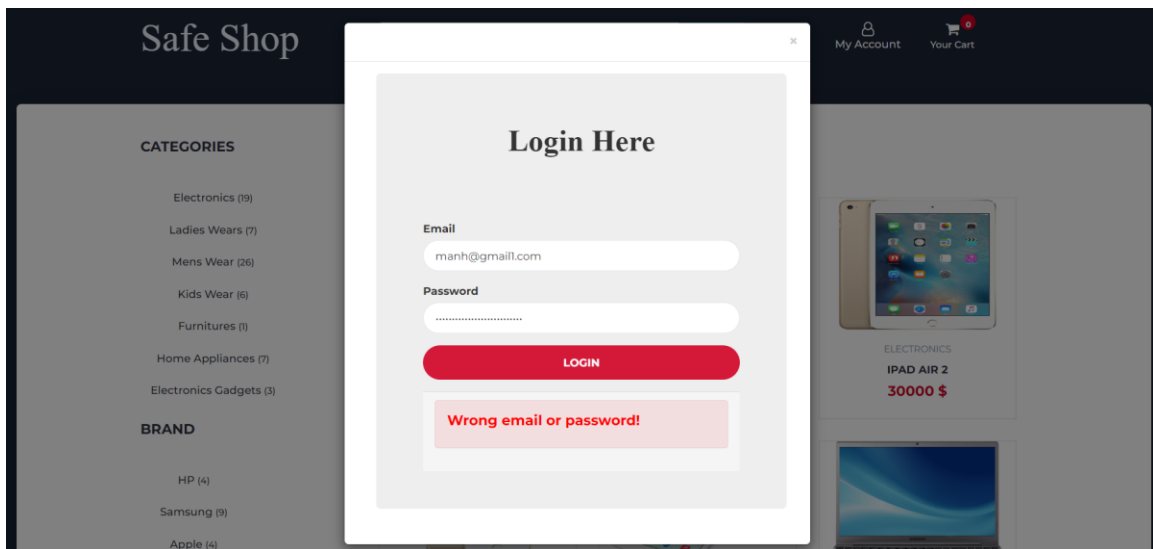 Safe Shop
×
My Account
0
Your Cart
CATEGORIES
Electronics (19)
Ladies Wears (7)
Mens Wear (26)
Kids Wear (6)
Furnitures (1)
Home Appliances (7)
Electronics Gadgets (3)
BRAND
HP (4)
Samsung (9)
Apple (4)
Login Here
Email
manh@gmail1.com
Password
LOGIN
Wrong email or password!
ELECTRONICS
IPAD AIR 2
30000 $